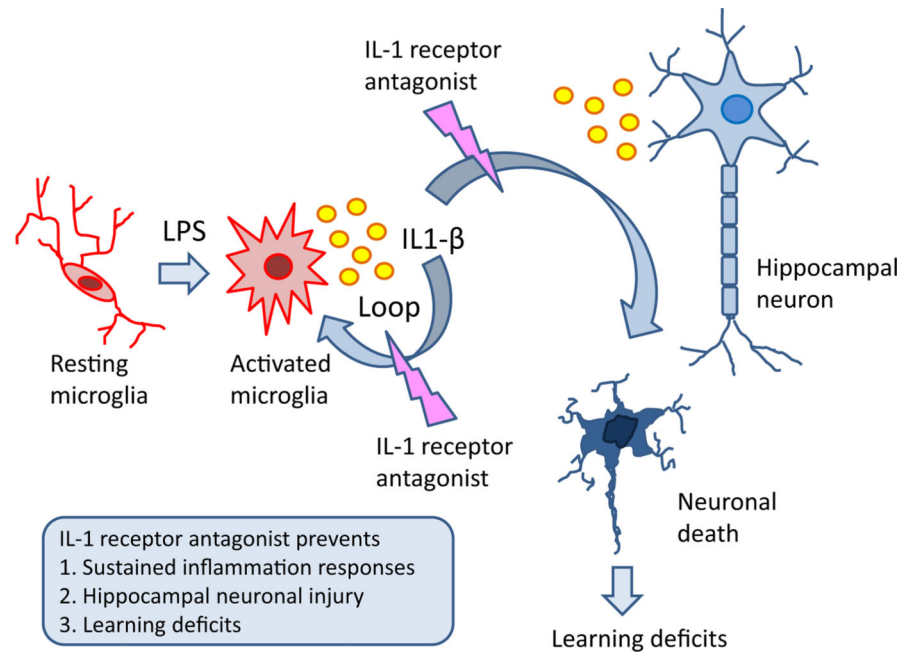 IL-1 receptor
antagonist
LPS
IL1-β
Loop
Hippocampal
neuron
Resting
microglia
Activated
microglia
IL-1 receptor
antagonist
Neuronal
death
IL-1 receptor antagonist prevents
1. Sustained inflammation responses
2. Hippocampal neuronal injury
3. Learning deficits
Learning deficits